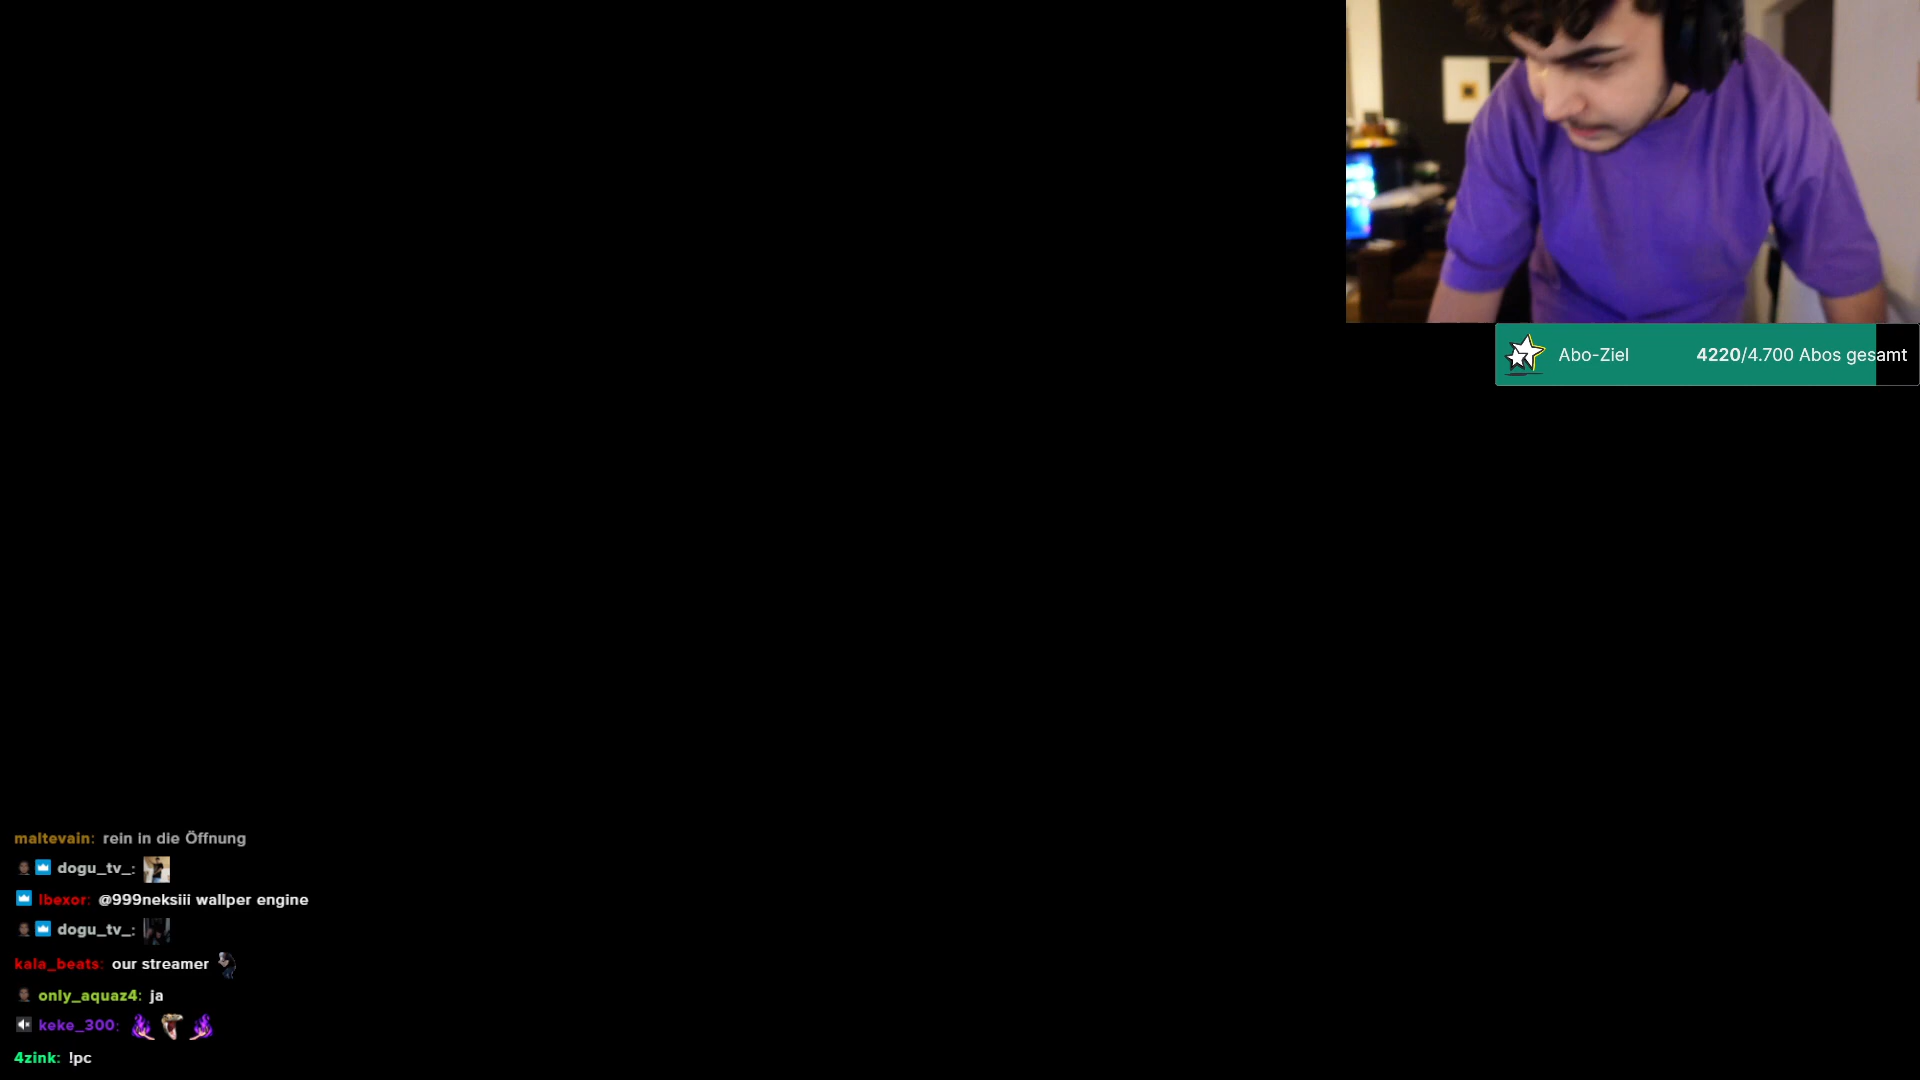 Abo-Ziel 4220/4.700 Abos gesamt
maltevain: rein in die Öffnung
dogu_tv_:
lbexor: @999neksiii wallper engine
dogu_tv_:
kala_beats: our streamer
only_aquaz4: ja
keke_300:
4zink: !pc